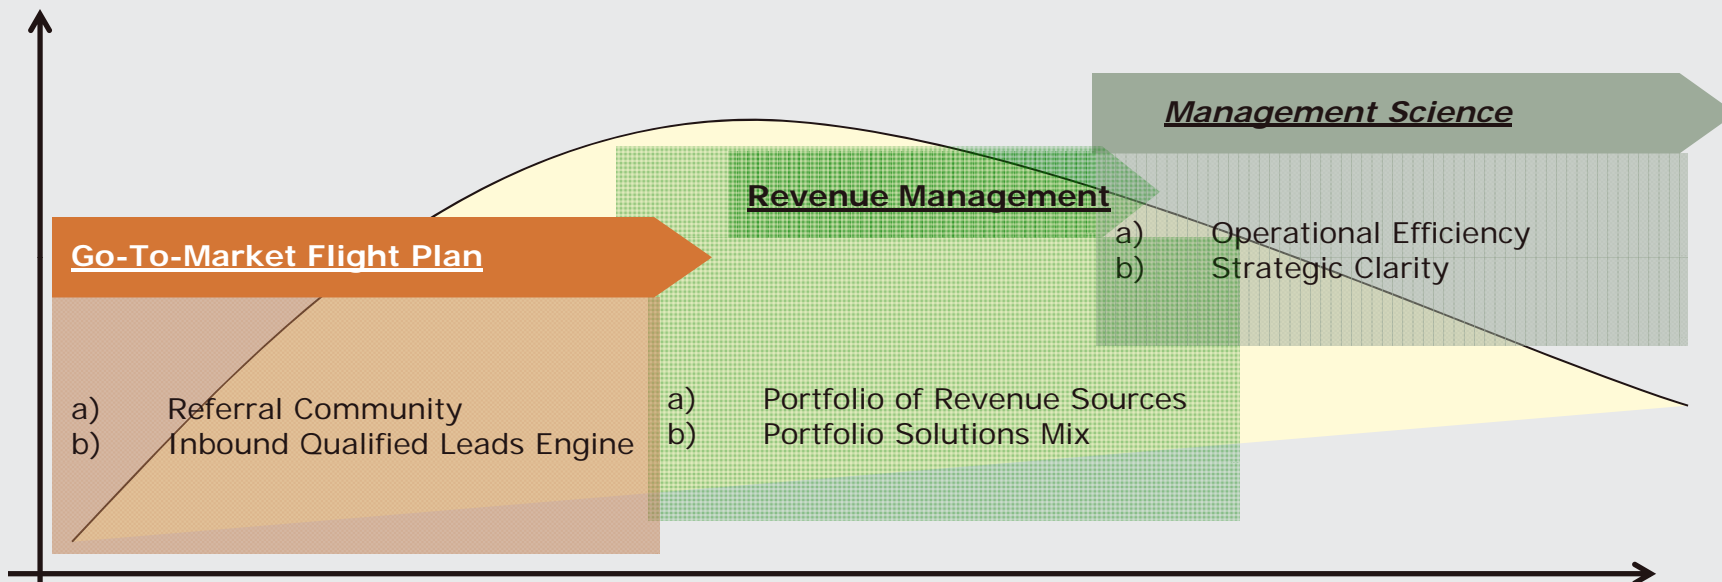 Management Science
Revenue Management
a) Operational Efficiency
b) Strategic Clarity
Go-To-Market Flight Plan
a) Referral Community
b) Inbound Qualified Leads Engine
a) Portfolio of Revenue Sources
b) Portfolio Solutions Mix